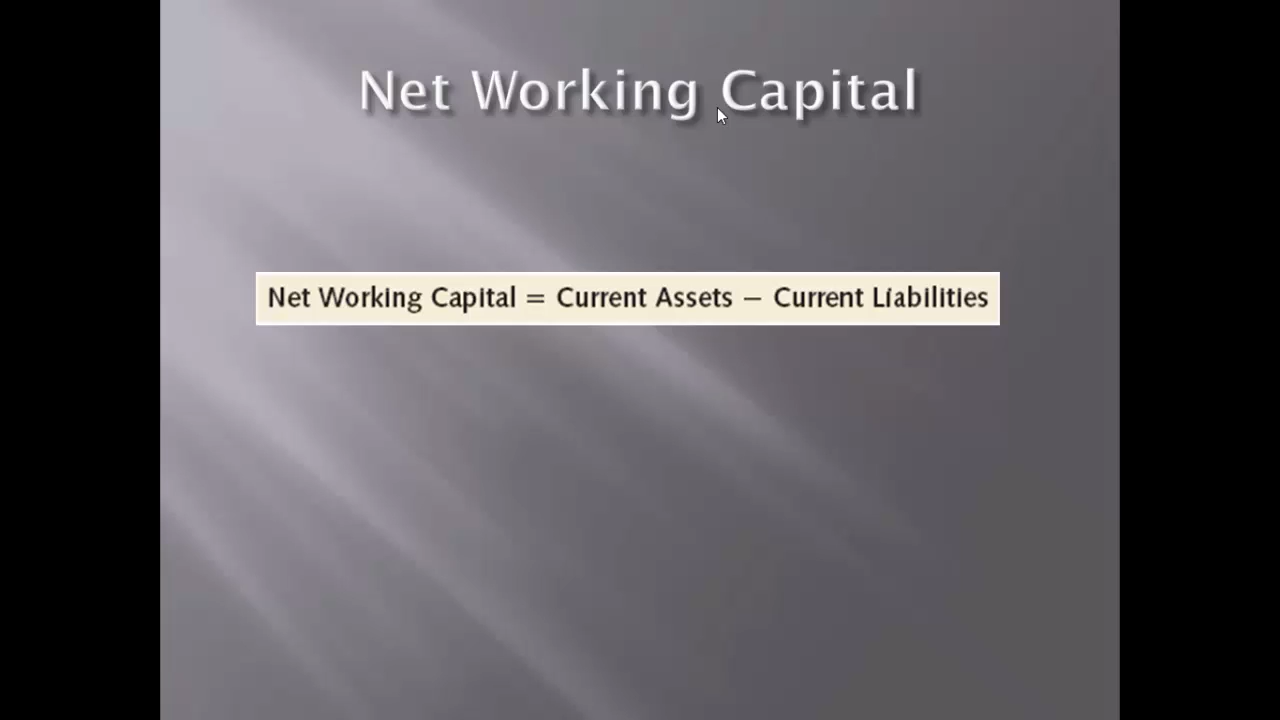 Net Working Capital
Net Working Capital = Current Assets − Current Liabilities